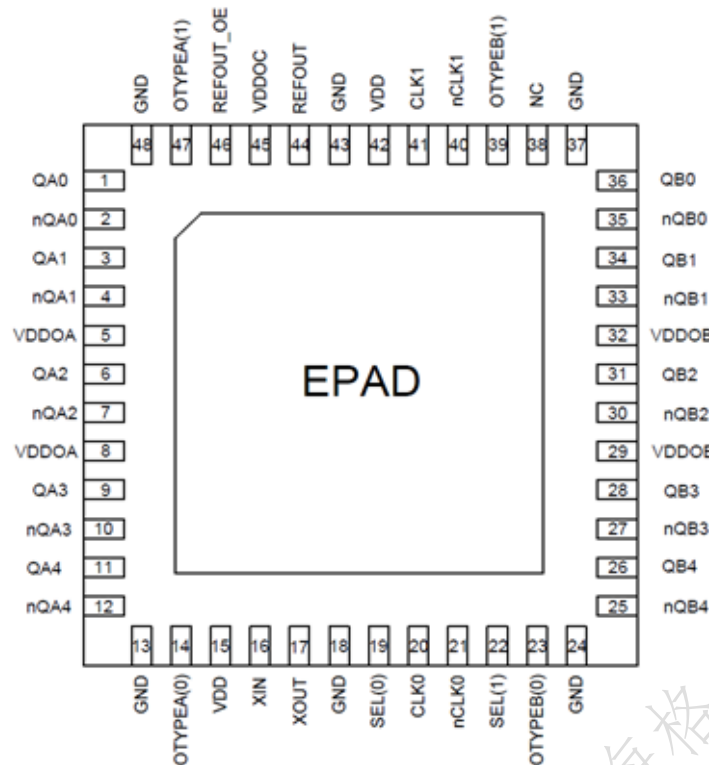 GND OTYPEA(1) REFOUT_OE VDDOC REFOUT GND VDD CLK1 nCLK1 OTYPEB(1) NC GND
48 47 46 45 44 43 42 41 40 39 38 37
QA0 1 36 QB0
nQA0 2 35 nQB0
QA1 3 34 QB1
nQA1 4 33 nQB1
VDDOA 5 32 VDDOB
QA2 6 31 QB2
EPAD
nQA2 7 30 nQB2
VDDOA 8 29 VDDOB
QA3 9 28 QB3
nQA3 10 27 nQB3
QA4 11 26 QB4
nQA4 12 25 nQB4
13 14 15 16 17 18 19 20 21 22 23 24
GND OTYPEA(0) VDD XIN XOUT GND SEL(0) CLK0 nCLK0 SEL(1) OTYPEB(0) GND
格